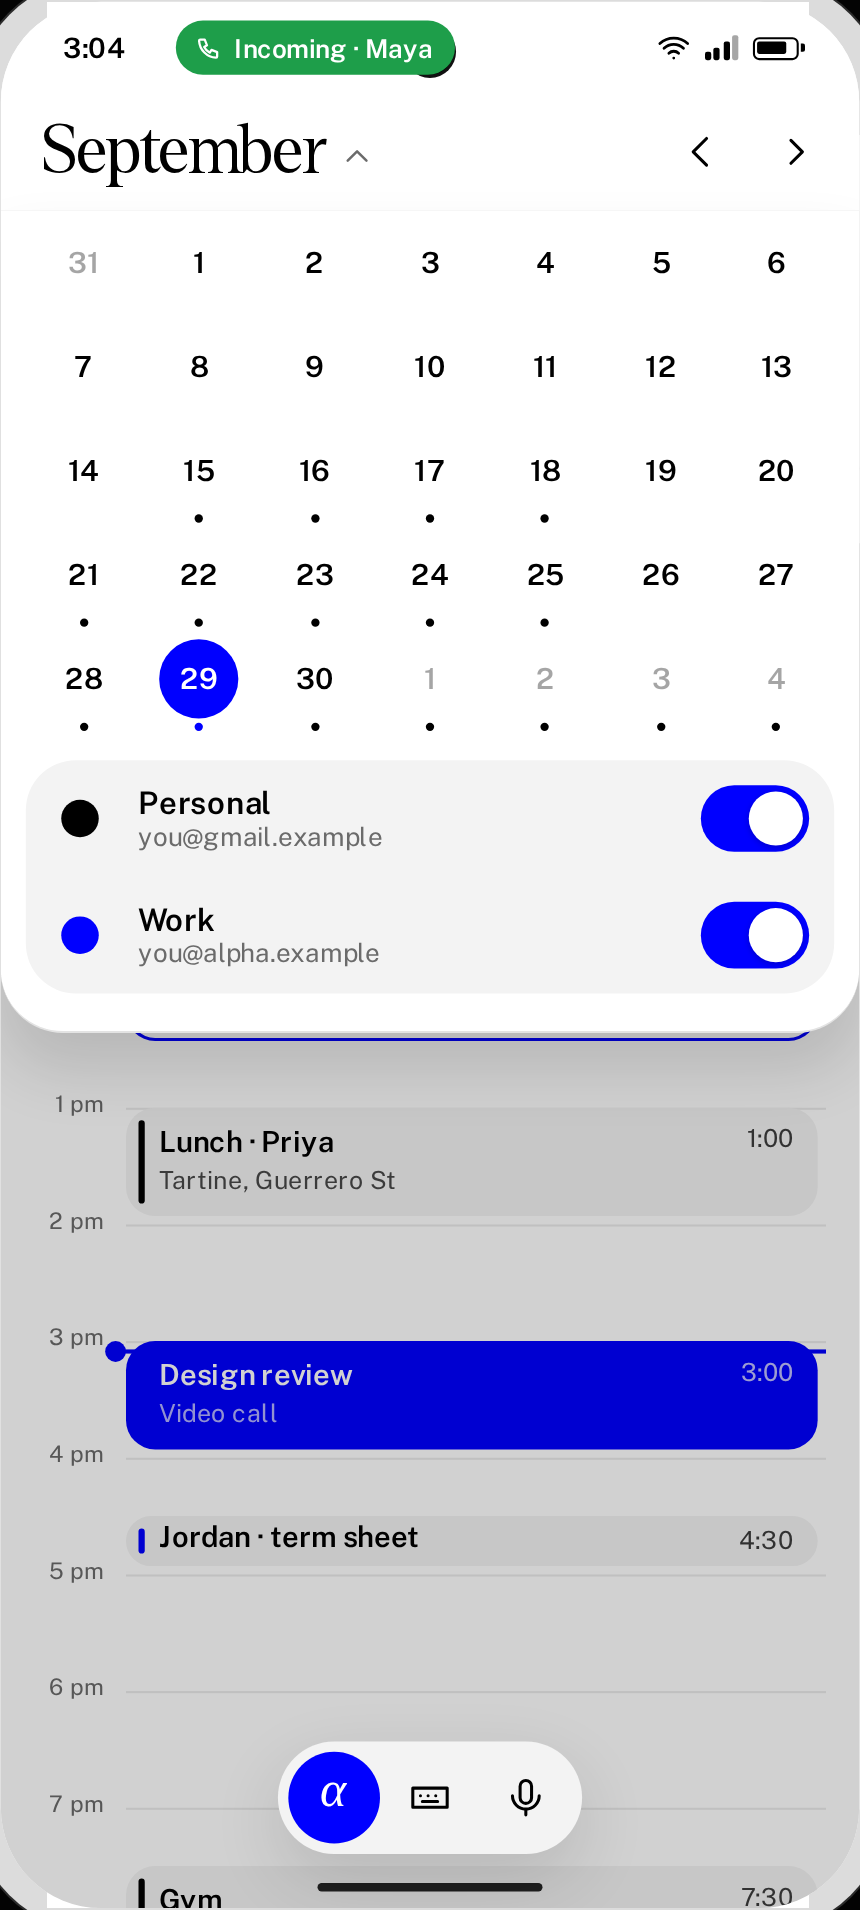 3:04 Incoming · Maya
September
31 1 2 3 4 5 6
7 8 9 10 11 12 13
14 15 16 17 18 19 20
21 22 23 24 25 26 27
28 29 30 1 2 3 4
Personal
you@gmail.example
Work
you@alpha.example
1 pm
Lunch · Priya 1:00
Tartine, Guerrero St
2 pm
3 pm
Design review 3:00
Video call
4 pm
Jordan · term sheet 4:30
5 pm
6 pm
α
7 pm
Gym 7:30